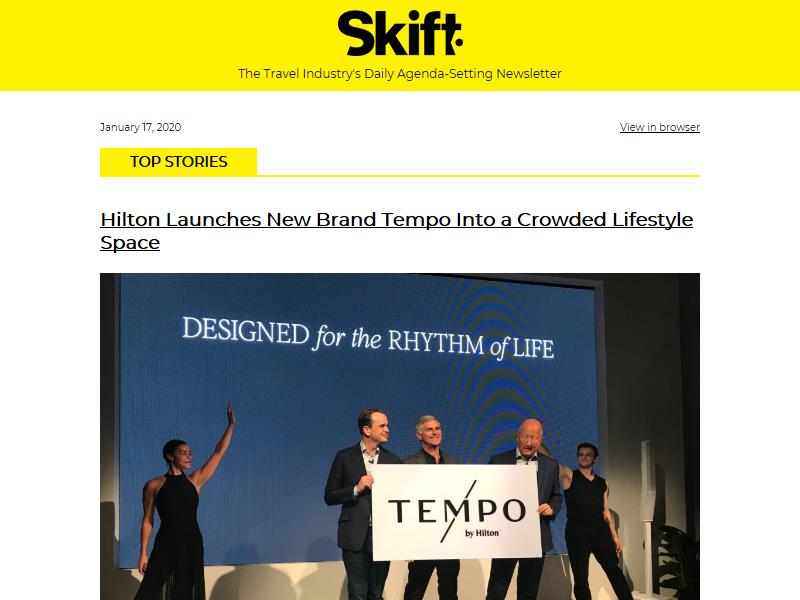 Skift
The Travel Industry's Daily Agenda-Setting Newsletter
January 17, 2020
View in browser
TOP STORIES
Hilton Launches New Brand Tempo Into a Crowded Lifestyle
Space
DESIGNED for the RHYTHM of LIFE
TEMPO
by Hilton